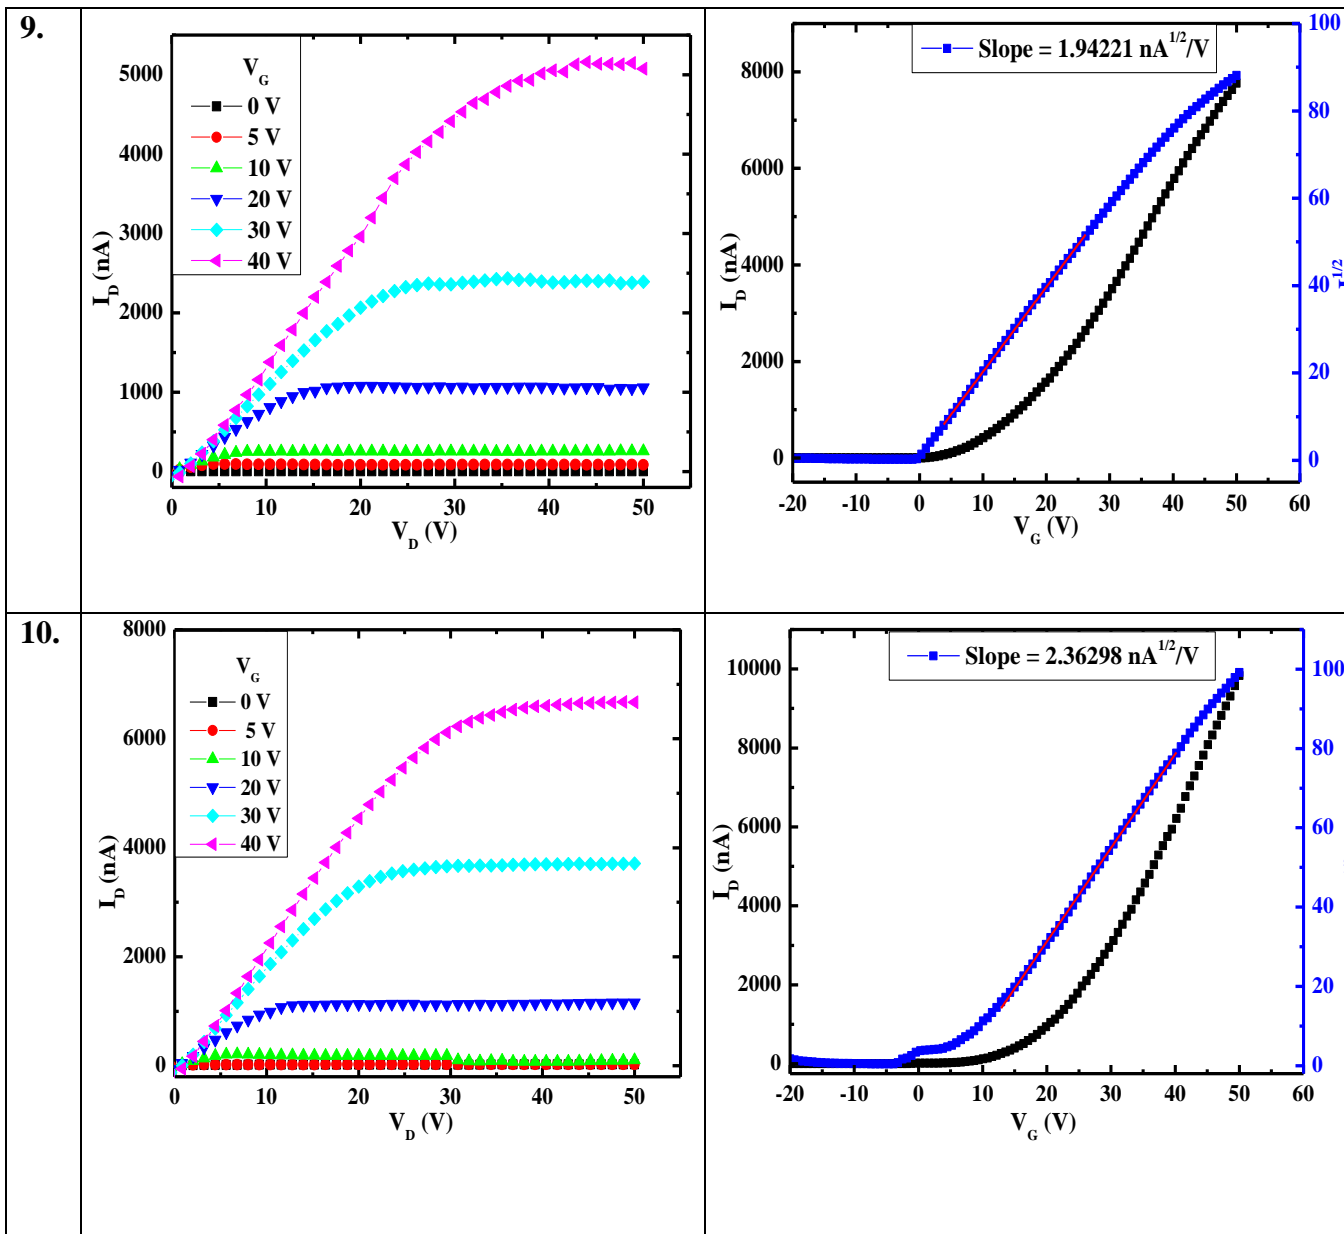 9.
V_G
0 V
5 V
10 V
20 V
30 V
40 V
I_D (nA)
5000
4000
3000
2000
1000
0
0 10 20 30 40 50
V_D (V)
Slope = 1.94221 nA^1/2/V
I_D (nA)
8000
6000
4000
2000
0
-20 -10 0 10 20 30 40 50 60
V_G (V)
100
80
60
40
20
0
10.
V_G
0 V
5 V
10 V
20 V
30 V
40 V
I_D (nA)
8000
6000
4000
2000
0
0 10 20 30 40 50
V_D (V)
Slope = 2.36298 nA^1/2/V
I_D (nA)
10000
8000
6000
4000
2000
0
-20 -10 0 10 20 30 40 50 60
V_G (V)
100
80
60
40
20
0